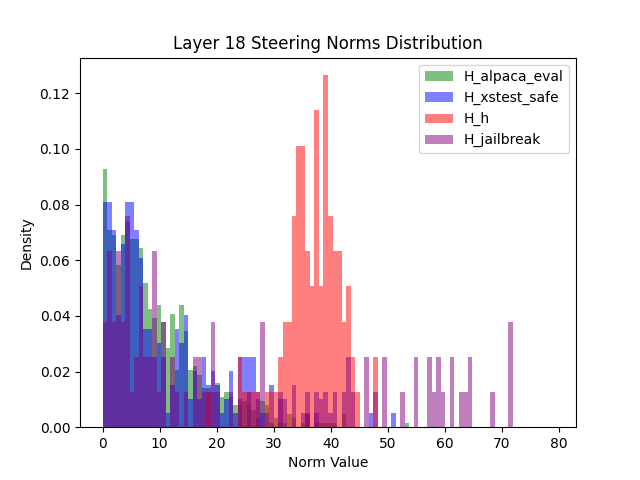 Layer 18 Steering Norms Distribution
H_alpaca_eval
H_xstest_safe
H_h
H_jailbreak
0.12
0.10
0.08
0.06
0.04
0.02
0.00
Density
0 10 20 30 40 50 60 70 80
Norm Value